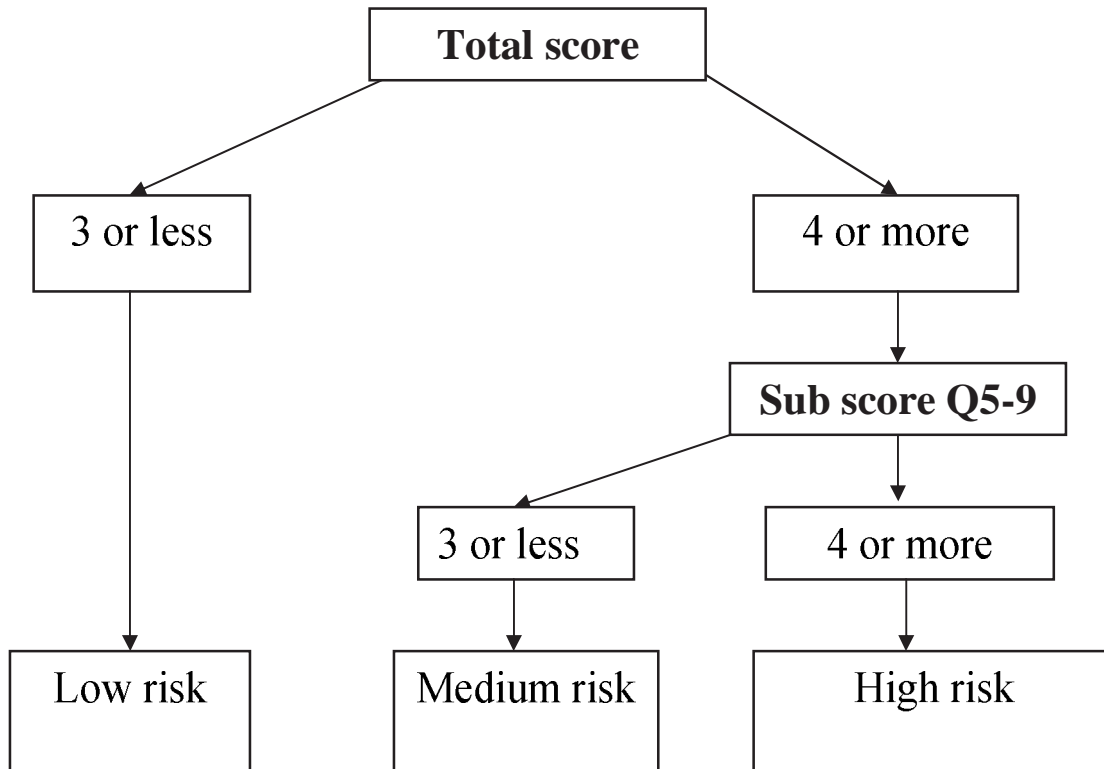 Total score
3 or less
4 or more
Sub score Q5-9
3 or less
4 or more
Low risk
Medium risk
High risk